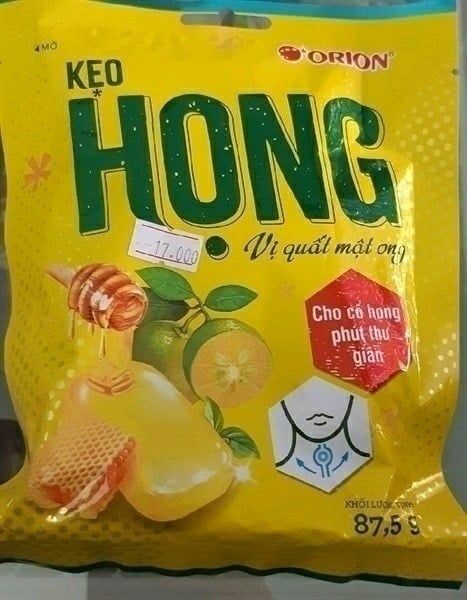 MỞ
ORION
KẸO
HỌNG
17.000
Vị quất mật ong
Cho cổ họng
phút thư
giãn
KHỐI LƯỢNG TỊNH
87,5 g